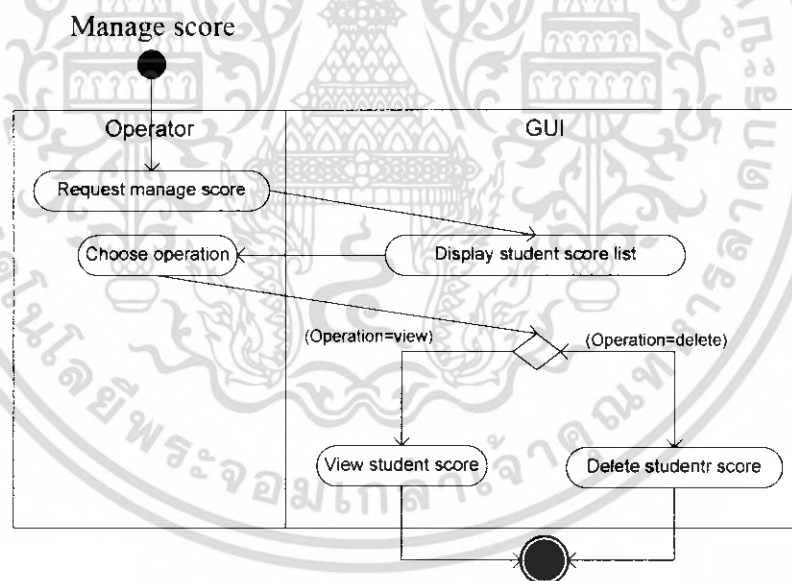 Manage score
Operator
GUI
Request manage score
Choose operation
Display student score list
(Operation=view)
(Operation=delete)
View student score
Delete studentr score